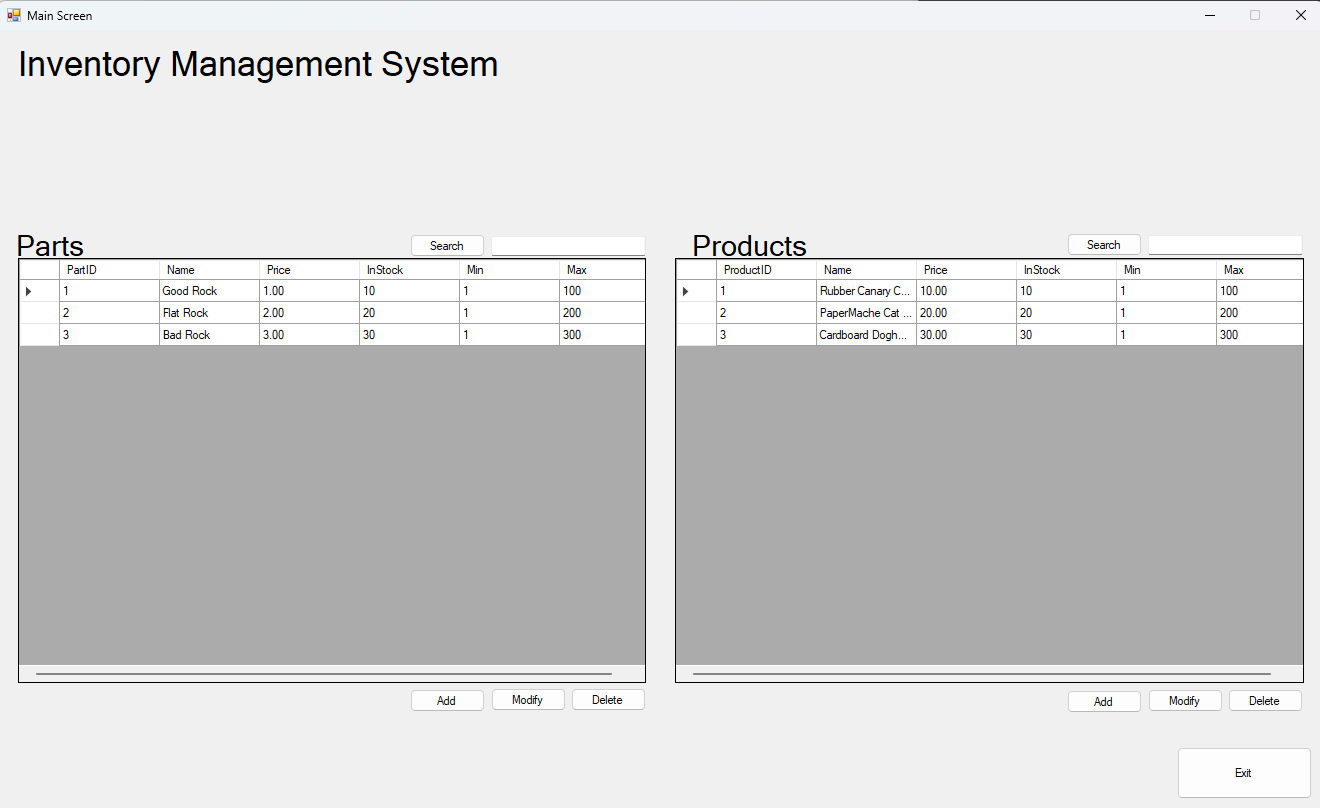 Main Screen
Inventory Management System
Parts
Search
PartID Name Price InStock Min Max
1 Good Rock 1.00 10 1 100
2 Flat Rock 2.00 20 1 200
3 Bad Rock 3.00 30 1 300
Add Modify Delete
Products
Search
ProductID Name Price InStock Min Max
1 Rubber Canary C... 10.00 10 1 100
2 PaperMache Cat ... 20.00 20 1 200
3 Cardboard Dogh... 30.00 30 1 300
Add Modify Delete
Exit